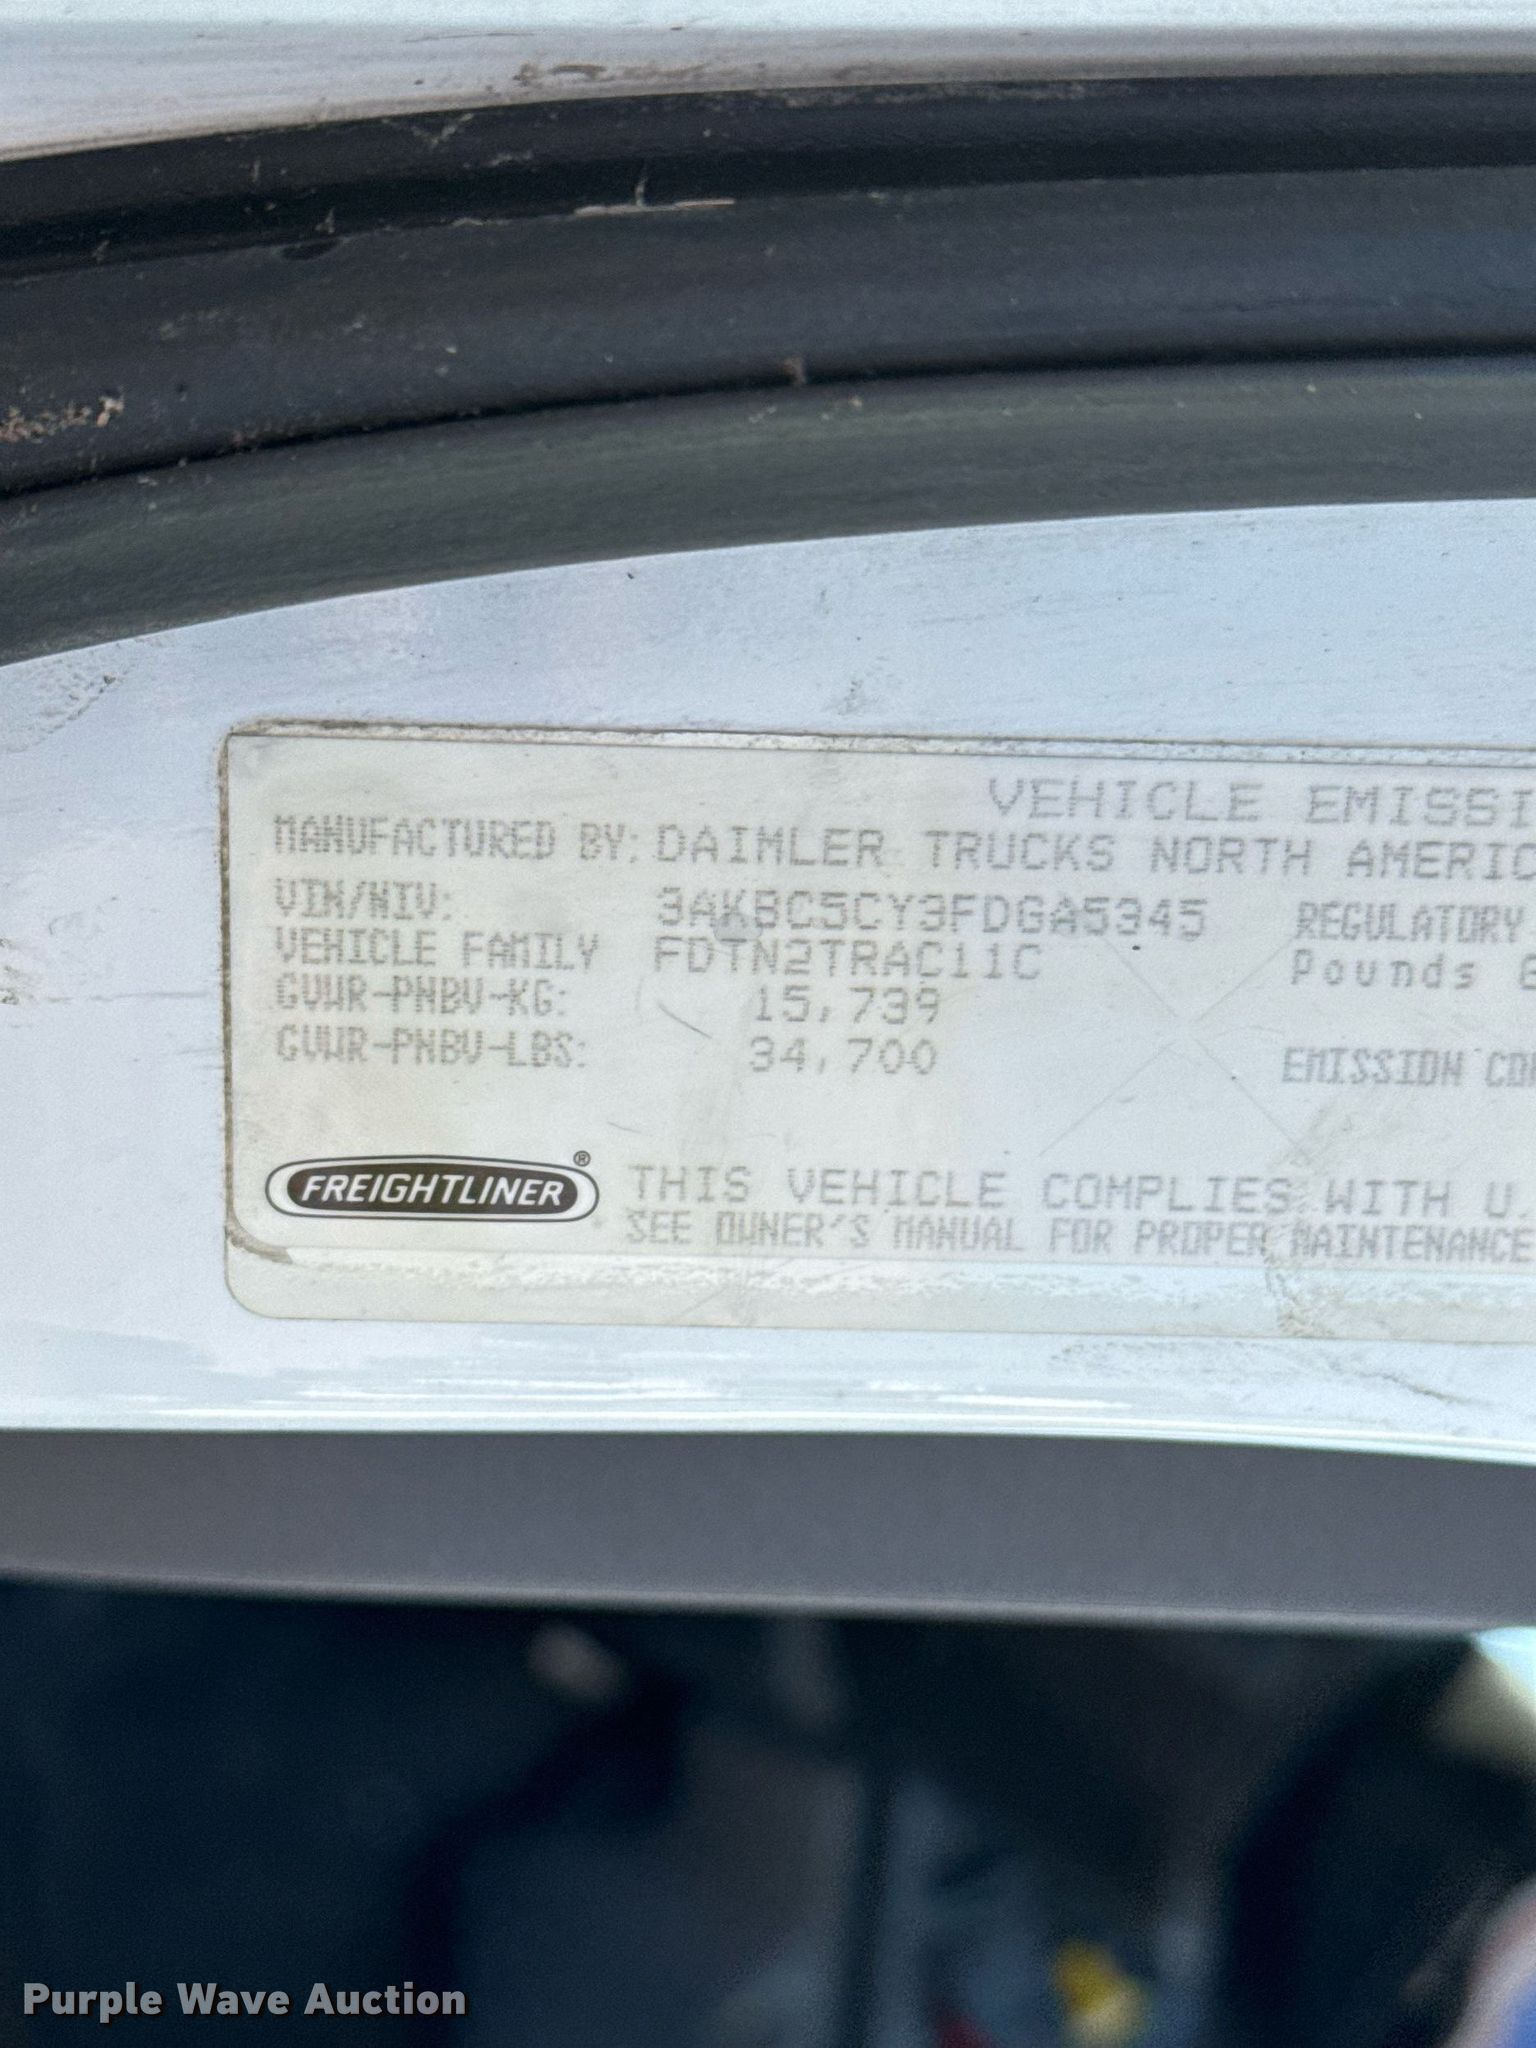 VEHICLE EMISSI
MANUFACTURED BY: DAIMLER TRUCKS NORTH AMERIC
VIN/NIV: 3AKBC5CY3FDGA5345 REGULATORY
VEHICLE FAMILY FDTN2TRAC11C Pounds
GVWR-PNBV-KG: 15,739
GVWR-PNBV-LBS: 34,700 EMISSION CO
FREIGHTLINER® THIS VEHICLE COMPLIES WITH U.
SEE OWNER'S MANUAL FOR PROPER MAINTENANCE
Purple Wave Auction